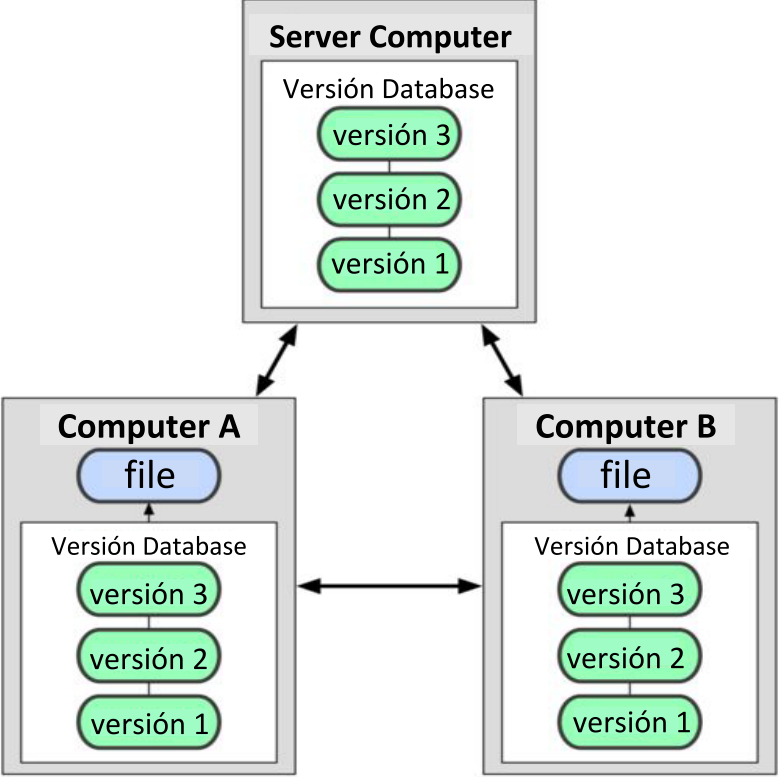 Server Computer
Versión Database
versión 3
versión 2
versión 1
Computer A
file
Versión Database
versión 3
versión 2
versión 1
Computer B
file
Versión Database
versión 3
versión 2
versión 1